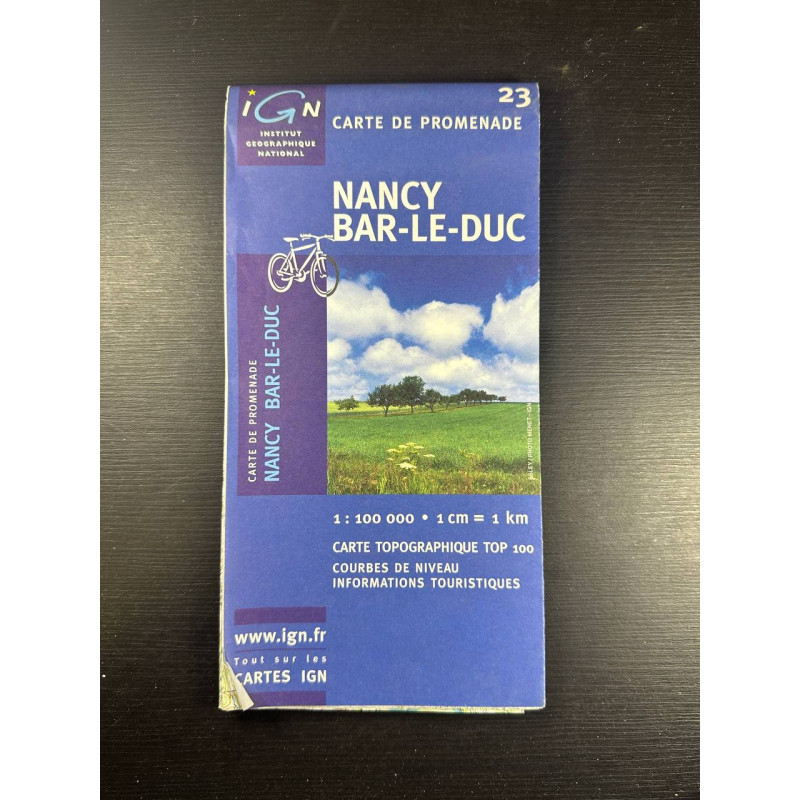 iGN
INSTITUT
GEOGRAPHIQUE
NATIONAL
23
CARTE DE PROMENADE
NANCY
BAR-LE-DUC
CARTE DE PROMENADE
NANCY BAR-LE-DUC
1 : 100 000 • 1 cm = 1 km
CARTE TOPOGRAPHIQUE TOP 100
COURBES DE NIVEAU
INFORMATIONS TOURISTIQUES
www.ign.fr
Tout sur les
CARTES IGN